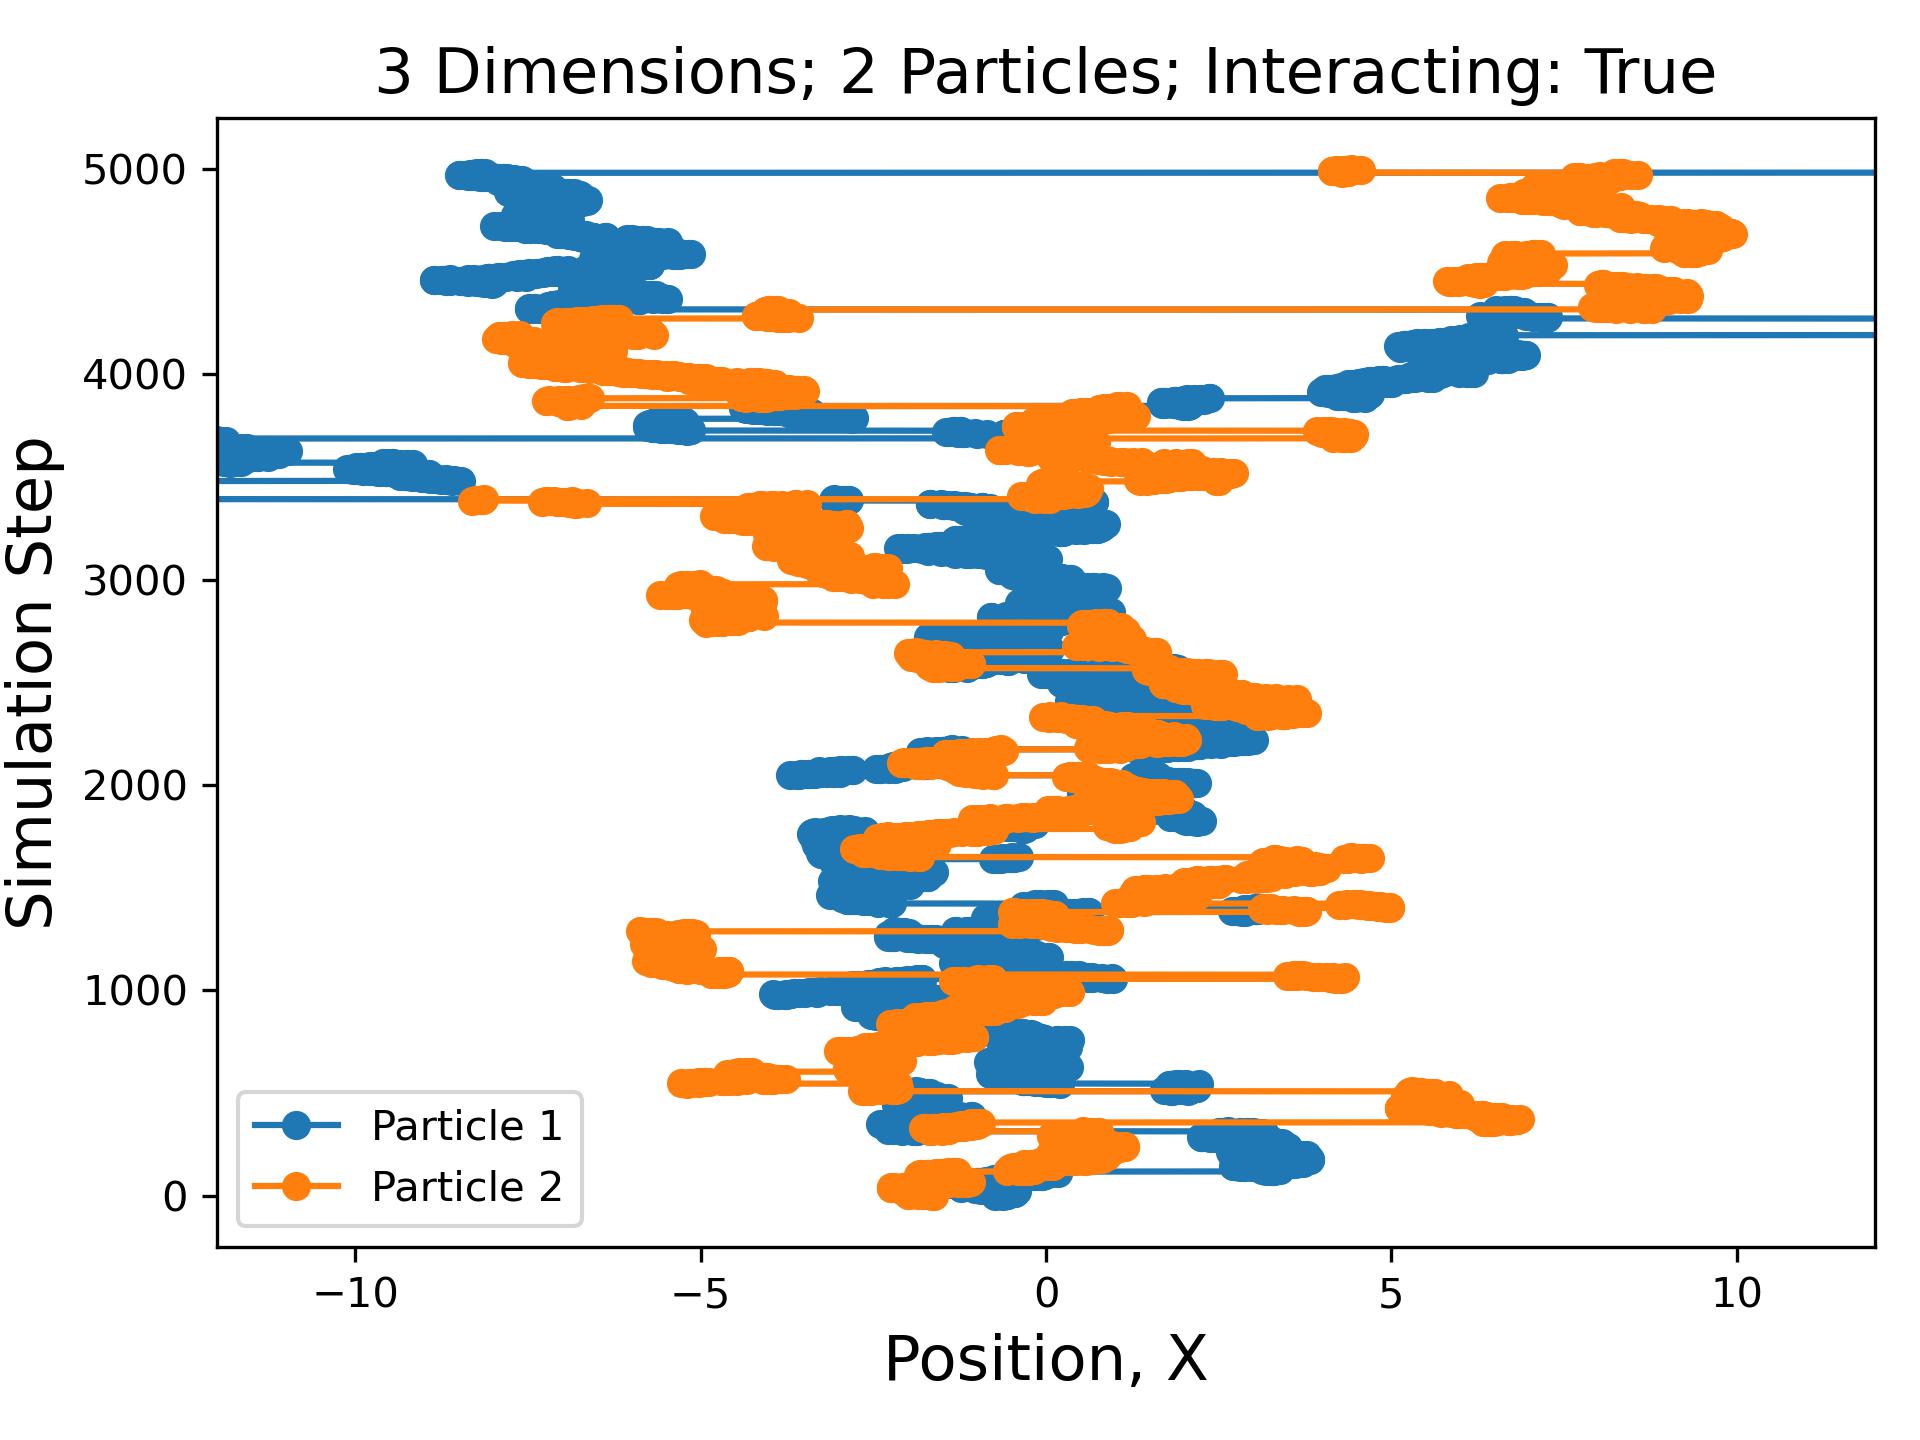 3 Dimensions; 2 Particles; Interacting: True
Simulation Step
5000
4000
3000
2000
1000
0
Particle 1
Particle 2
−10
−5
0
5
10
Position, X